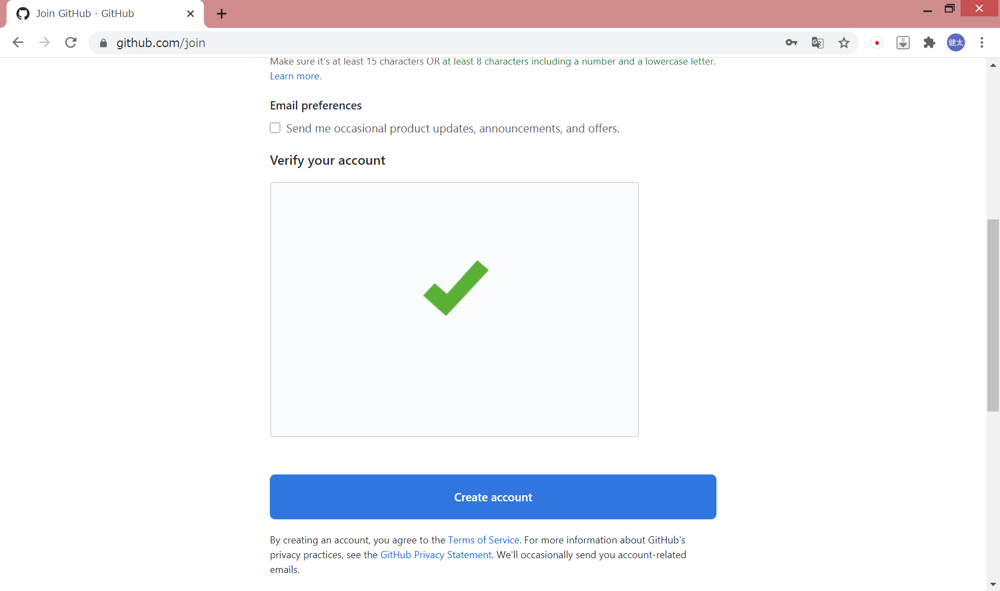 Join GitHub · GitHub
github.com/join
健太
Make sure it's at least 15 characters OR at least 8 characters including a number and a lowercase letter.
Learn more.
Email preferences
Send me occasional product updates, announcements, and offers.
Verify your account
Create account
By creating an account, you agree to the Terms of Service. For more information about GitHub's
privacy practices, see the GitHub Privacy Statement. We'll occasionally send you account-related
emails.